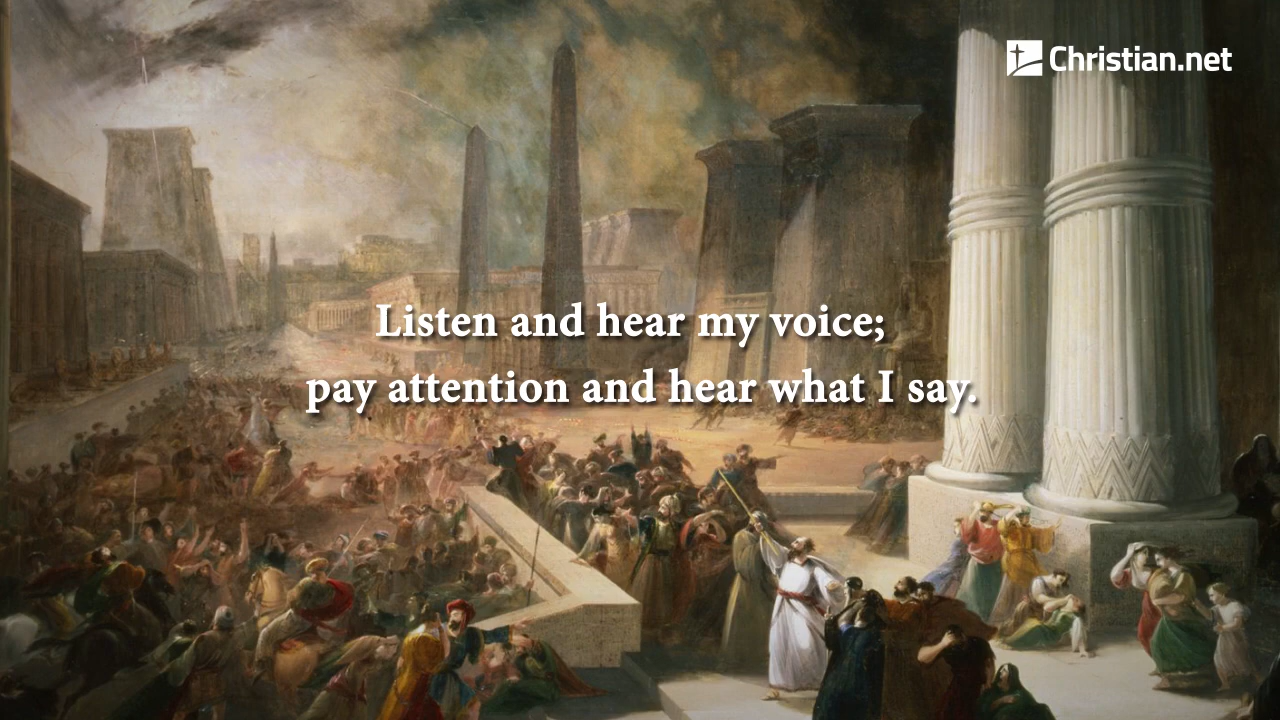 Christian.net
Listen and hear my voice;
pay attention and hear what I say.